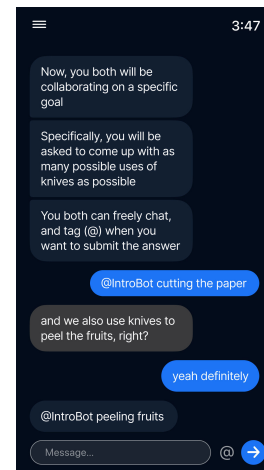 3:47
Now, you both will be
collaborating on a specific
goal
Specifically, you will be
asked to come up with as
many possible uses of
knives as possible
You both can freely chat,
and tag (@) when you
want to submit the answer
@IntroBot cutting the paper
and we also use knives to
peel the fruits, right?
yeah definitely
@IntroBot peeling fruits
Message... @